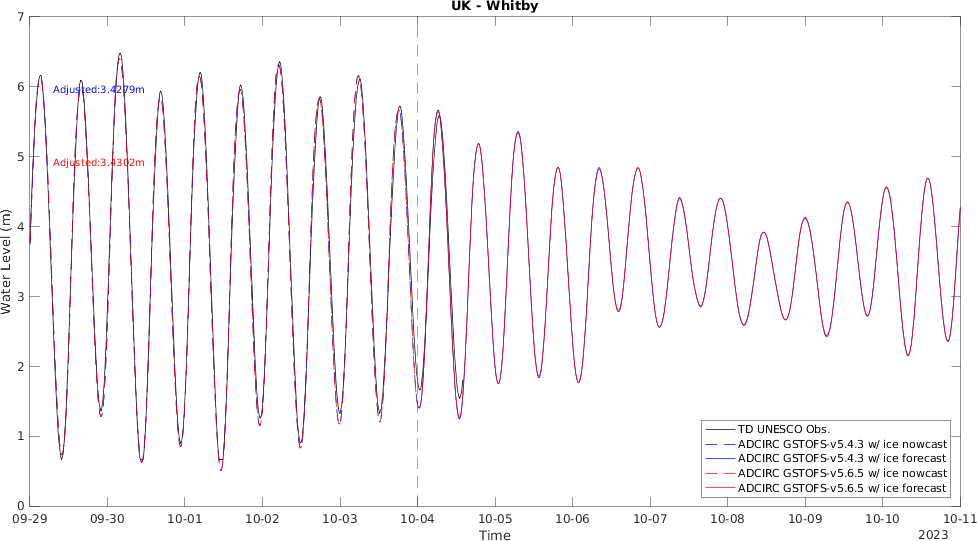 UK - Whitby
7
6
5
4
3
2
1
0
Water Level (m)
Adjusted:3.4279m
Adjusted:3.4302m
TD UNESCO Obs.
ADCIRC GSTOFS-v5.4.3 w/ ice nowcast
ADCIRC GSTOFS-v5.4.3 w/ ice forecast
ADCIRC GSTOFS-v5.6.5 w/ ice nowcast
ADCIRC GSTOFS-v5.6.5 w/ ice forecast
09-29 09-30 10-01 10-02 10-03 10-04 10-05 10-06 10-07 10-08 10-09 10-10 10-11
Time
2023